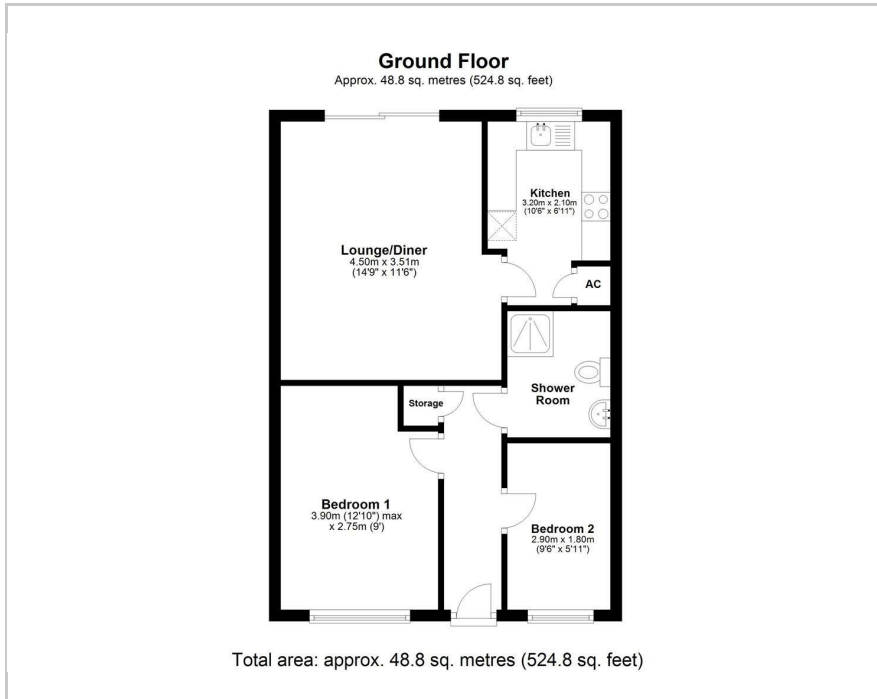 Ground Floor
Approx. 48.8 sq. metres (524.8 sq. feet)
Kitchen
3.20m x 2.10m
(10'6" x 6'11")
Lounge/Diner
4.50m x 3.51m
(14'9" x 11'6")
AC
Shower
Room
Storage
Bedroom 1
3.90m (12'10") max
x 2.75m (9')
Bedroom 2
2.90m x 1.80m
(9'6" x 5'11")
Total area: approx. 48.8 sq. metres (524.8 sq. feet)